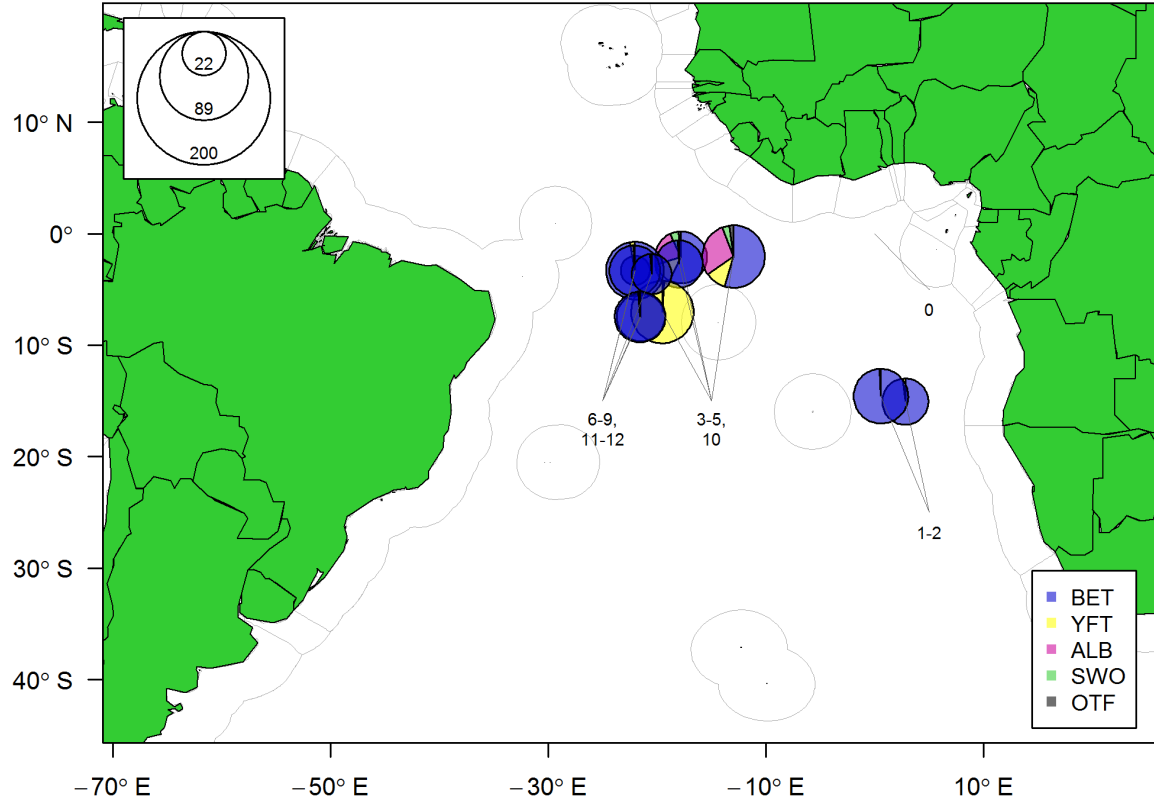 22
89
200
10° N
0°
10° S
20° S
30° S
40° S
0
6-9,
11-12
3-5,
10
1-2
BET
YFT
ALB
SWO
OTF
−70° E
−50° E
−30° E
−10° E
10° E